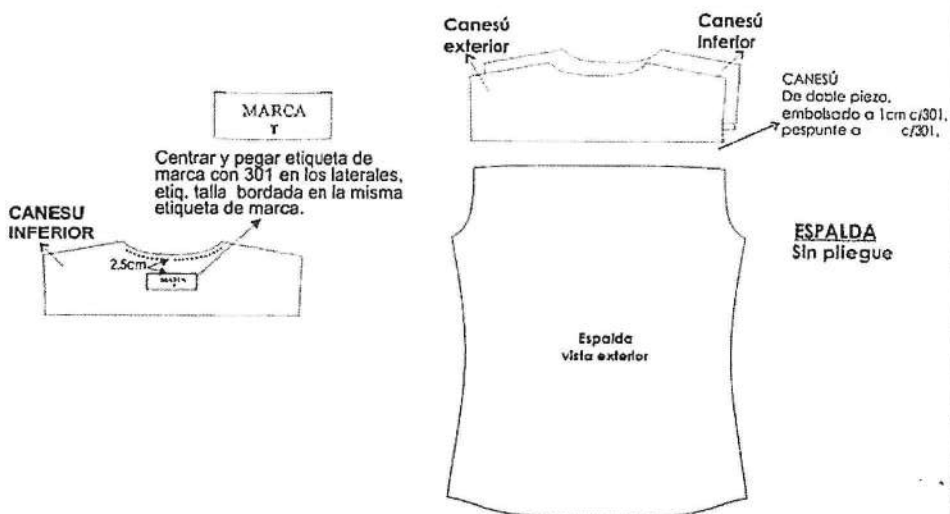 Canesú
exterior
Canesú
Inferior
CANESÚ
De doble pieza,
embolsado a 1cm c/301,
pespunte a c/301.
MARCA
T
Centrar y pegar etiqueta de
marca con 301 en los laterales,
etiq. talla bordada en la misma
etiqueta de marca.
CANESU
INFERIOR
2.5cm
MARCA
T
ESPALDA
Sin pliegue
Espalda
vista exterior